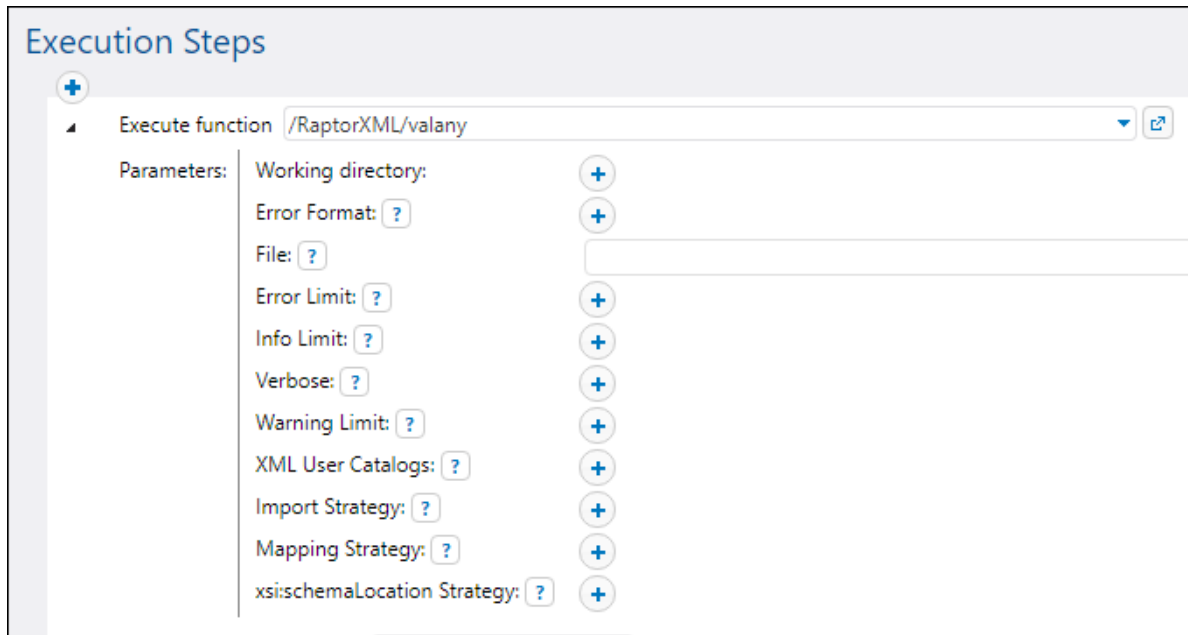 Execution Steps
Execute function /RaptorXML/valany
Parameters: Working directory:
Error Format: ?
File: ?
Error Limit: ?
Info Limit: ?
Verbose: ?
Warning Limit: ?
XML User Catalogs: ?
Import Strategy: ?
Mapping Strategy: ?
xsi:schemaLocation Strategy: ?